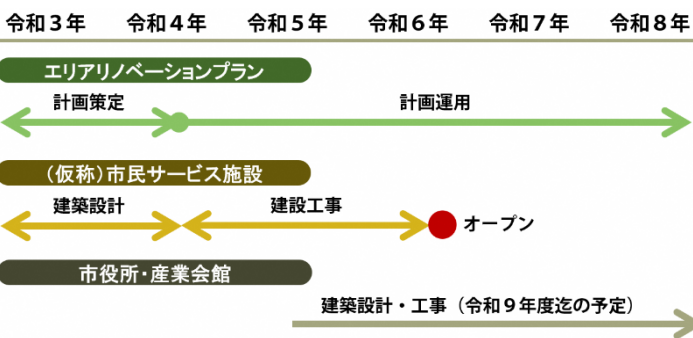 令和３年 令和４年 令和５年 令和６年 令和７年 令和８年
エリアリノベーションプラン
計画策定 計画運用
（仮称）市民サービス施設
建築設計 建設工事 オープン
市役所・産業会館
建築設計・工事（令和９年度迄の予定）